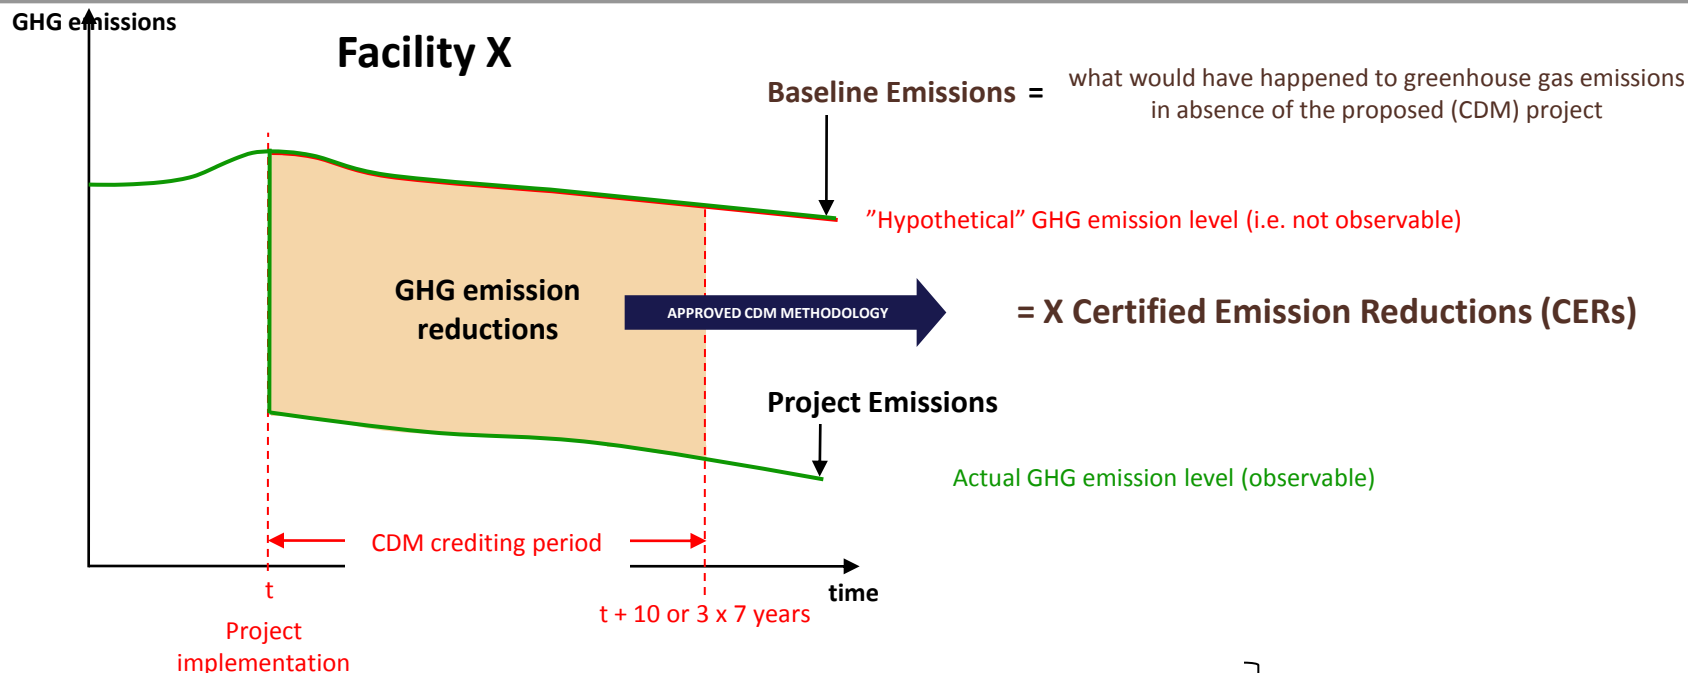 GHG emissions
Facility X
Baseline Emissions =
what would have happened to greenhouse gas emissions
in absence of the proposed (CDM) project
”Hypothetical” GHG emission level (i.e. not observable)
GHG emission
reductions
APPROVED CDM METHODOLOGY
= X Certified Emission Reductions (CERs)
Project Emissions
Actual GHG emission level (observable)
CDM crediting period
time
t
t + 10 or 3 x 7 years
Project
implementation